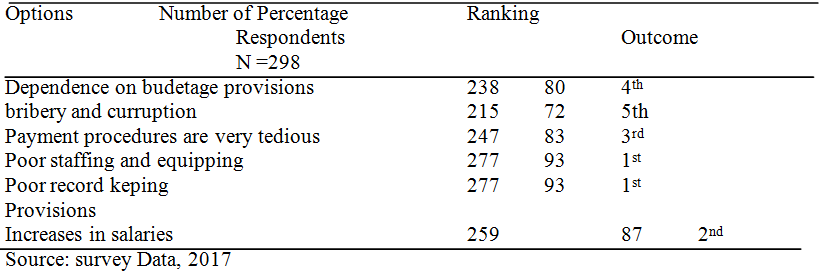 Options Number of Percentage Ranking
Respondents Outcome
N =298
Dependence on budetage provisions 238 80 4th
bribery and curruption 215 72 5th
Payment procedures are very tedious 247 83 3rd
Poor staffing and equipping 277 93 1st
Poor record keping 277 93 1st
Provisions
Increases in salaries 259 87 2nd
Source: survey Data, 2017